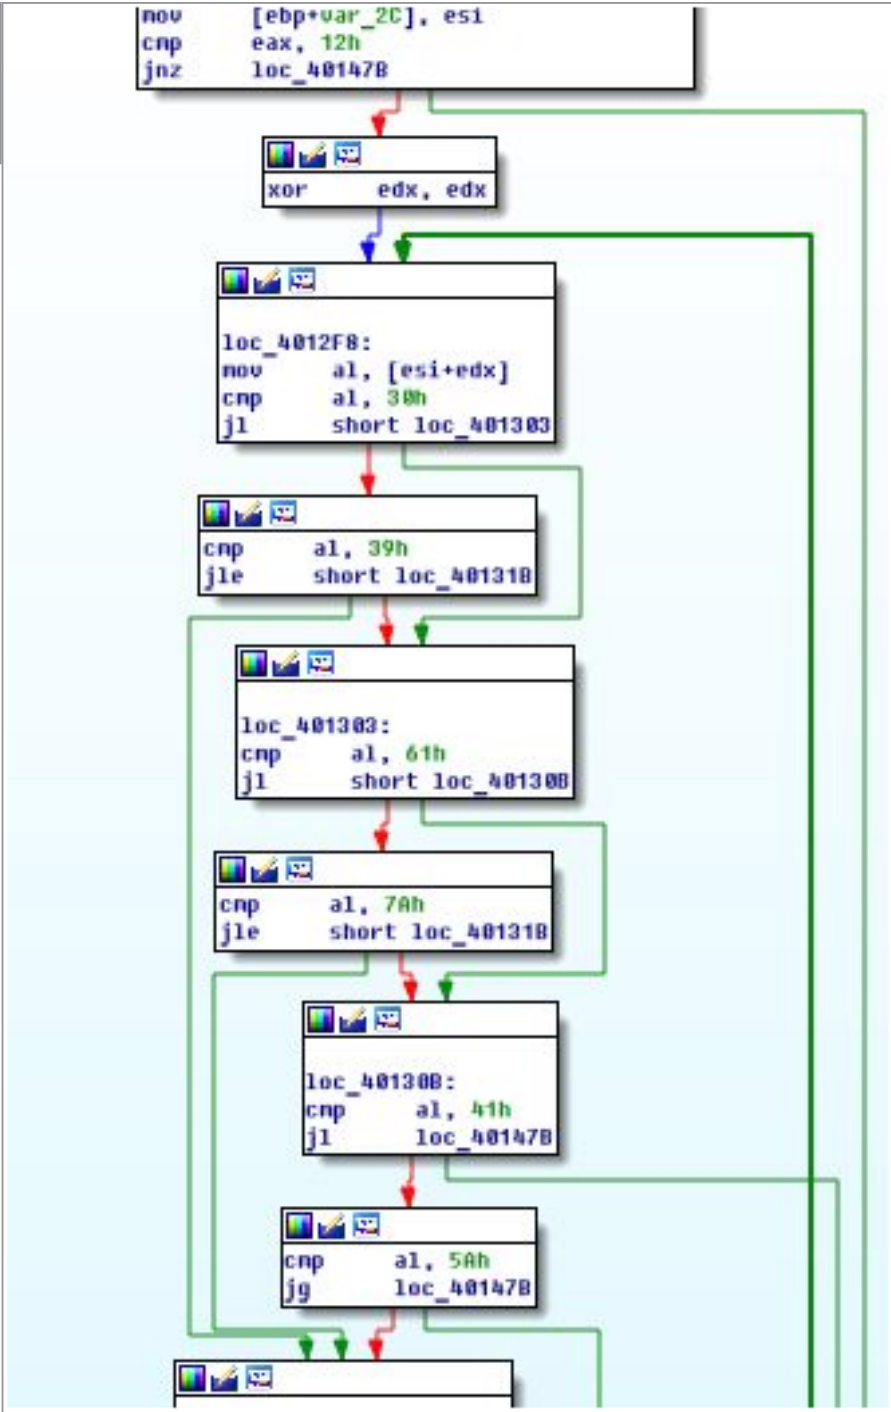 mov [ebp+var_2C], esi
cmp eax, 12h
jnz loc_40147B
xor edx, edx
loc_4012F8:
mov al, [esi+edx]
cmp al, 30h
jl short loc_401303
cmp al, 39h
jle short loc_40131B
loc_401303:
cmp al, 61h
jl short loc_40130B
cmp al, 7Ah
jle short loc_40131B
loc_40130B:
cmp al, 41h
jl loc_40147B
cmp al, 5Ah
jg loc_40147B